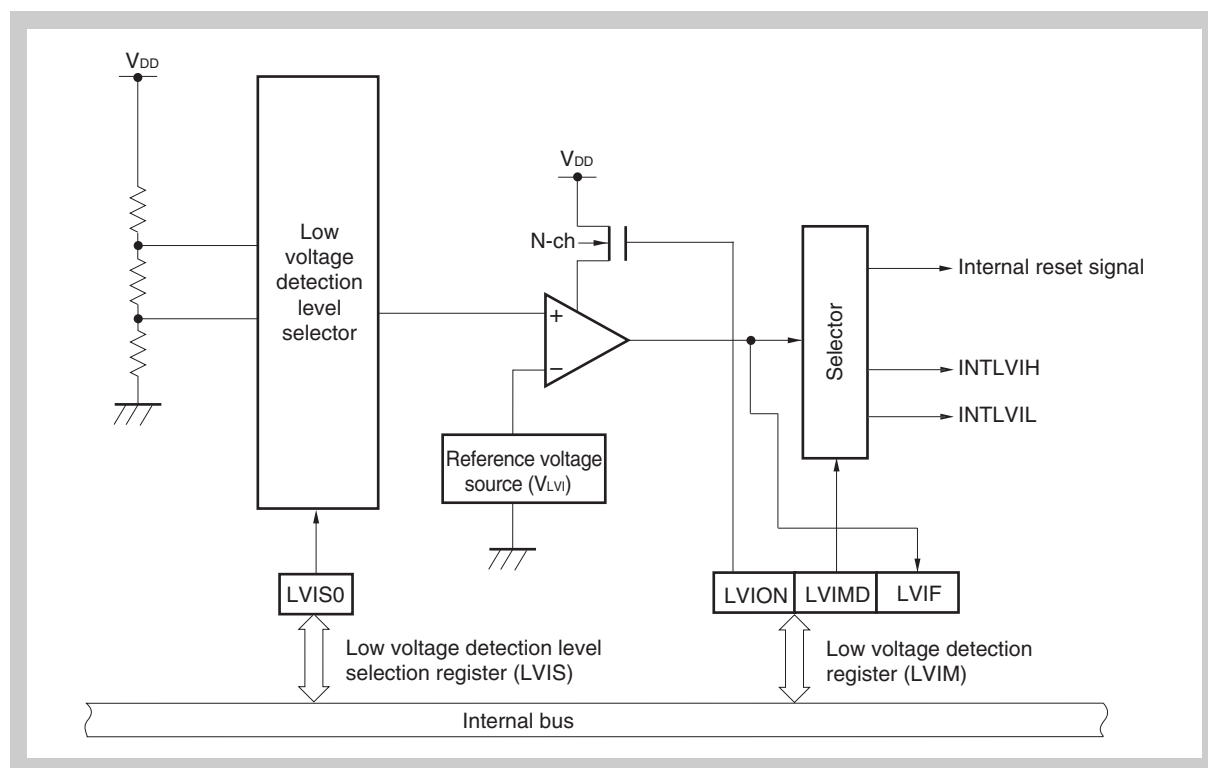 VDD
Low
voltage
detection
level
selector
VDD
N-ch
+
−
Reference voltage
source (VLVI)
Selector
Internal reset signal
INTLVIH
INTLVIL
LVIS0
LVION
LVIMD
LVIF
Low voltage detection level
selection register (LVIS)
Low voltage detection
register (LVIM)
Internal bus